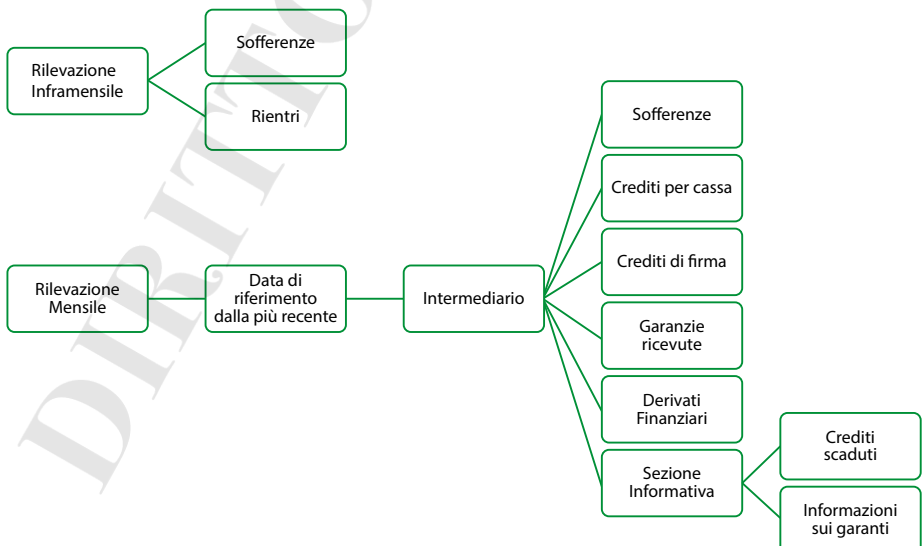 Rilevazione
Inframensile
Sofferenze
Rientri
Rilevazione
Mensile
Data di
riferimento
dalla più recente
Intermediario
Sofferenze
Crediti per cassa
Crediti di firma
Garanzie
ricevute
Derivati
Finanziari
Sezione
Informativa
Crediti
scaduti
Informazioni
sui garanti